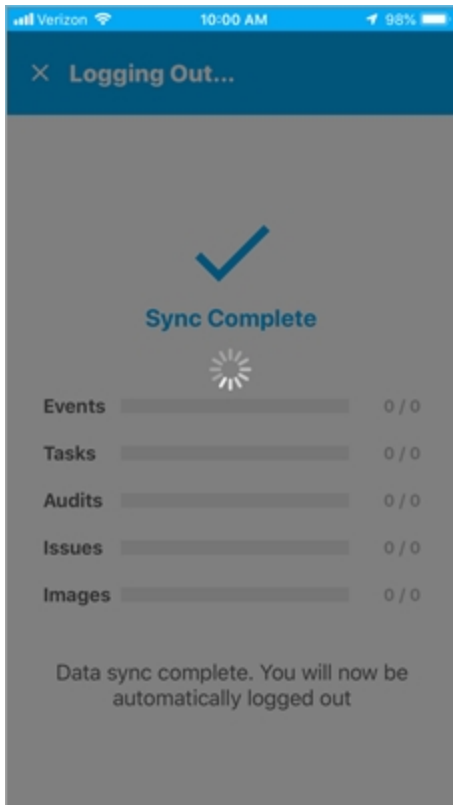 Verizon 10:00 AM 98%
× Logging Out...
Sync Complete
Events 0 / 0
Tasks 0 / 0
Audits 0 / 0
Issues 0 / 0
Images 0 / 0
Data sync complete. You will now be
automatically logged out